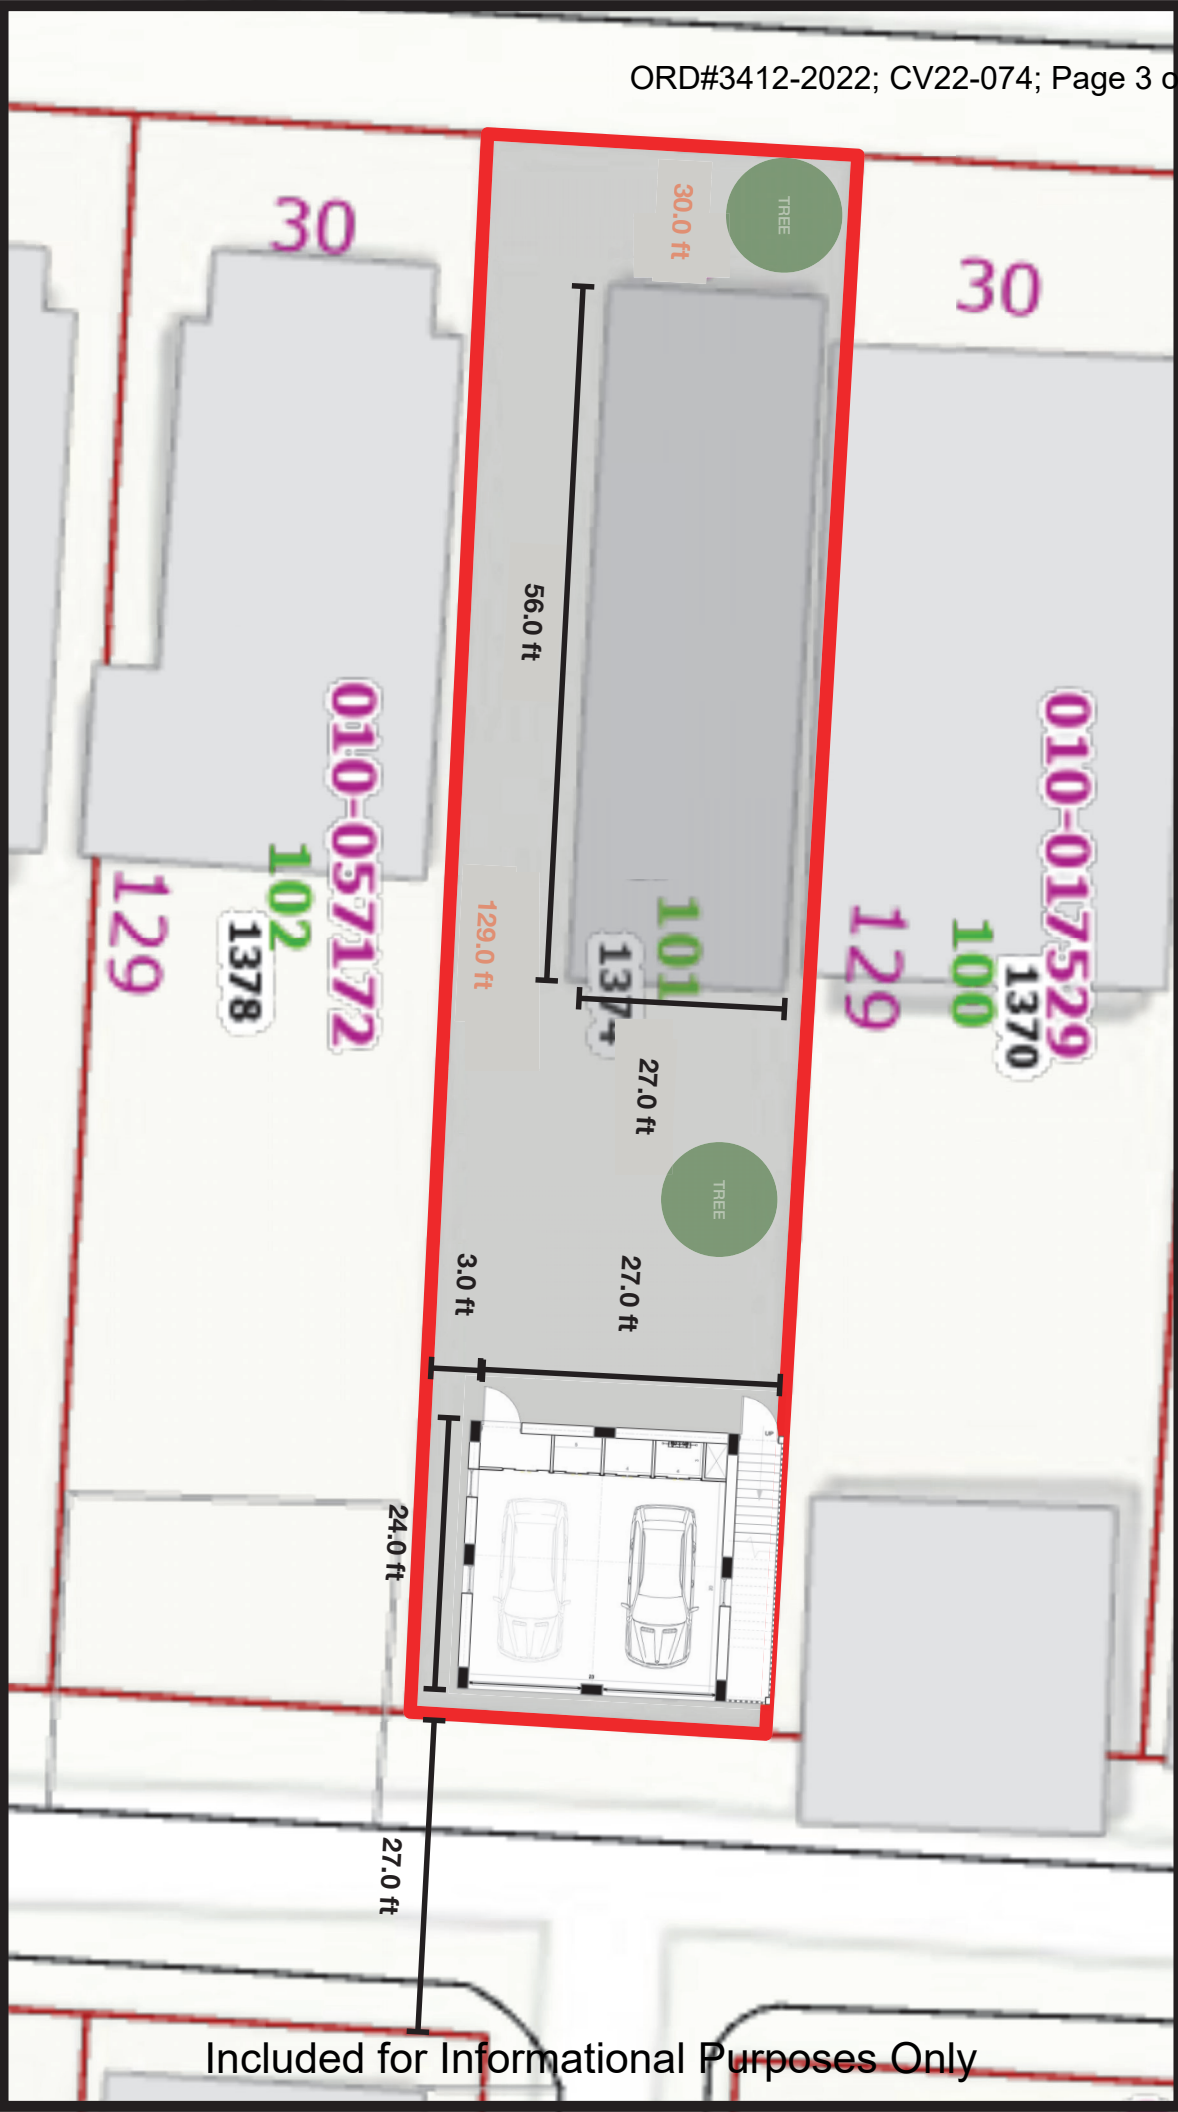 ORD#3412-2022; CV22-074; Page 3 o
30
30.0 ft
TREE
30
56.0 ft
010-057172
102
1378
129
129.0 ft
101
1374
129
010-017529
100
1370
27.0 ft
TREE
3.0 ft
27.0 ft
UP
24.0 ft
27.0 ft
Included for Informational Purposes Only